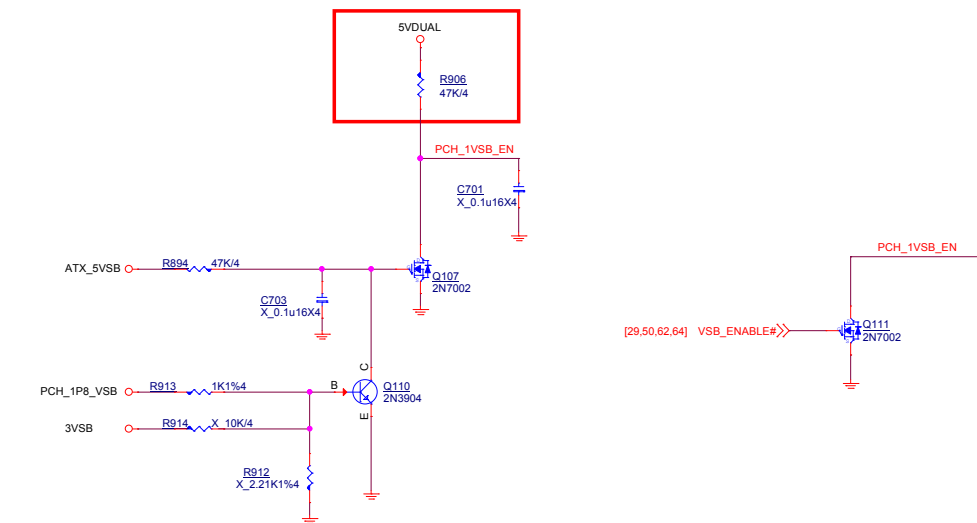 5VDUAL
R906
47K/4
PCH_1VSB_EN
C701
X_0.1u16X4
ATX_5VSB
R894
47K/4
Q107
2N7002
C703
X_0.1u16X4
PCH_1VSB_EN
[29,50,62,64] VSB_ENABLE#
Q111
2N7002
PCH_1P8_VSB
R913
1K1%4
B
C
E
Q110
2N3904
3VSB
R914
X_10K/4
R912
X_2.21K1%4